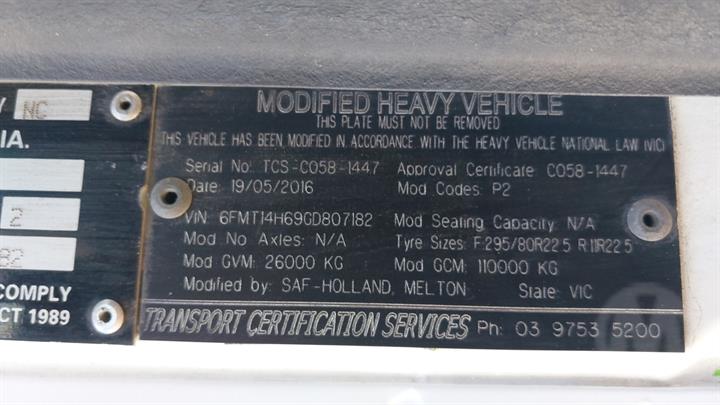 NC
IA.
2
82
COMPLY
CT 1989
MODIFIED HEAVY VEHICLE
THIS PLATE MUST NOT BE REMOVED
THIS VEHICLE HAS BEEN MODIFIED IN ACCORDANCE WITH THE HEAVY VEHICLE NATIONAL LAW (VIC)
Serial No: TCS-C058-1447 Approval Certificate: C058-1447
Date: 19/05/2016 Mod Codes: P2
VIN: 6FMT14H69GD807182 Mod Seating Capacity: N/A
Mod No Axles: N/A Tyre Sizes: F:295/80R22.5 R:11R22.5
Mod GVM: 26000 KG Mod GCM: 110000 KG
Modified by: SAF-HOLLAND, MELTON State: VIC
TRANSPORT CERTIFICATION SERVICES Ph: 03 9753 5200